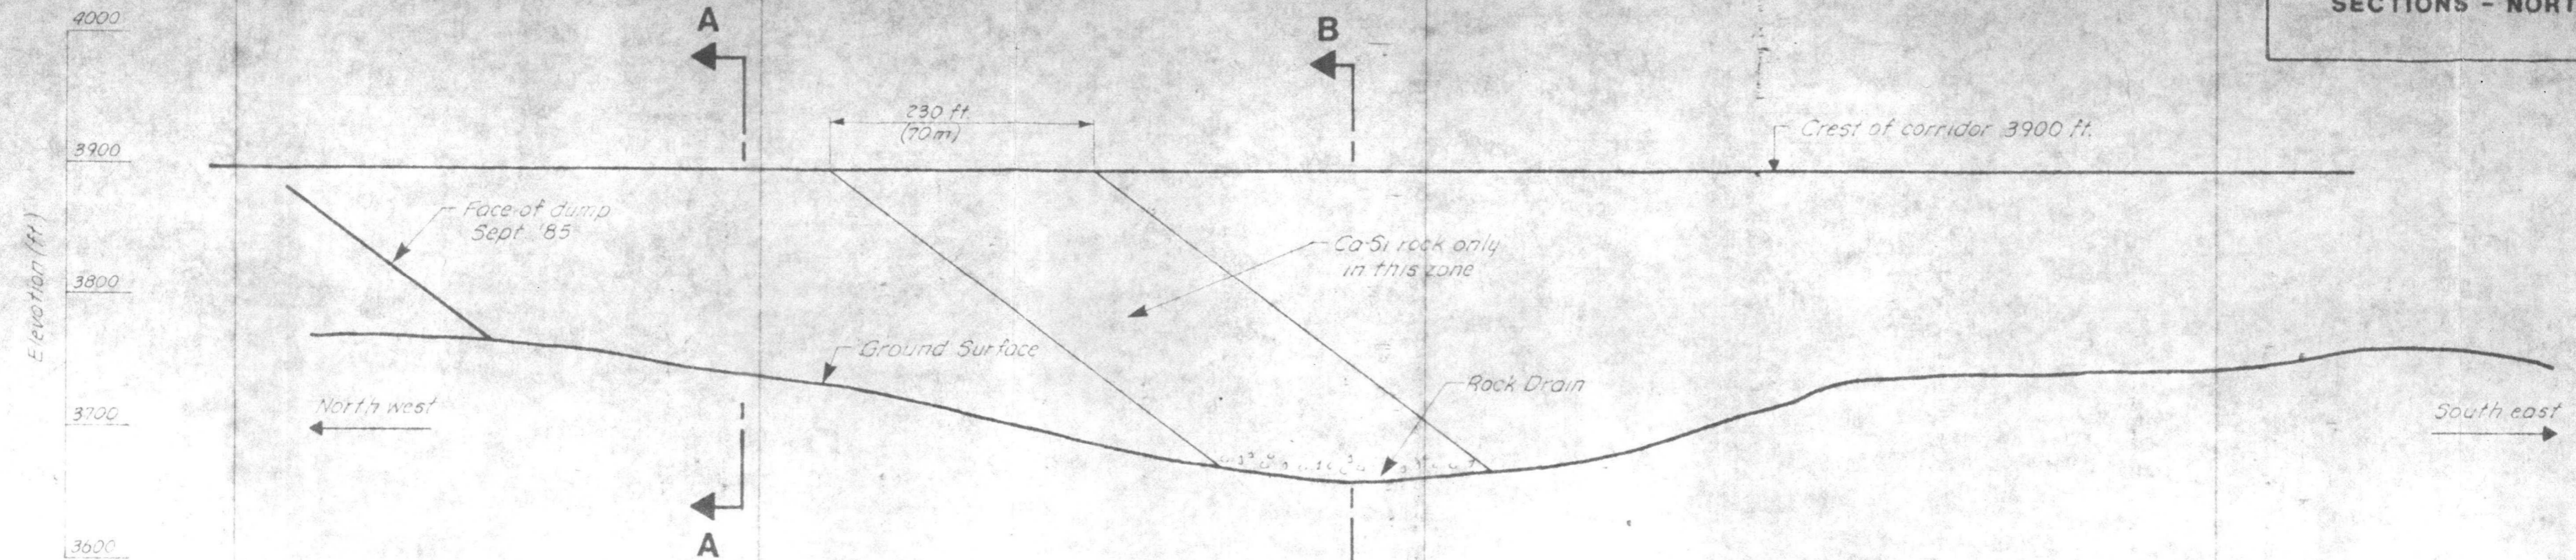 4000
A
B
SECTIONS - NORT
230 ft.
(70m)
Crest of corridor 3900 ft.
3900
Face of dump
Sept. '85
Ca-Si rock only
in this zone
Elevation (ft)
3800
Ground Surface
Rock Drain
North west
3700
South east
A
3600